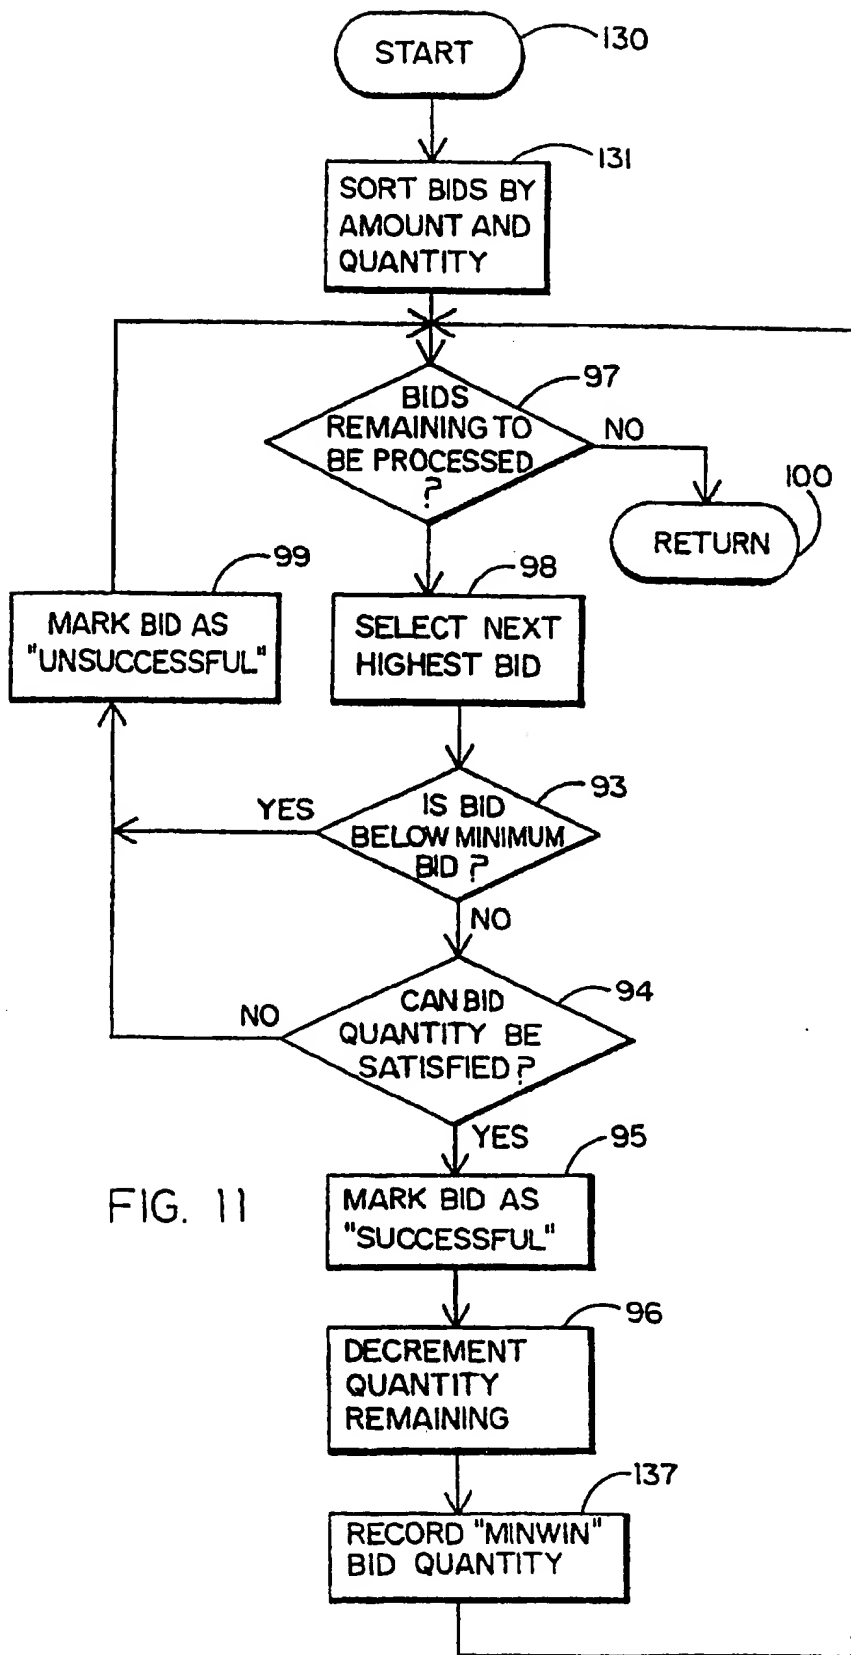 START
130
131
SORT BIDS BY
AMOUNT AND
QUANTITY
97
BIDS
REMAINING TO
BE PROCESSED
?
NO
100
RETURN
99
MARK BID AS
"UNSUCCESSFUL"
98
SELECT NEXT
HIGHEST BID
93
YES
IS BID
BELOW MINIMUM
BID ?
NO
94
NO
CAN BID
QUANTITY BE
SATISFIED ?
YES
95
FIG. 11
MARK BID AS
"SUCCESSFUL"
96
DECREMENT
QUANTITY
REMAINING
137
RECORD "MINWIN"
BID QUANTITY